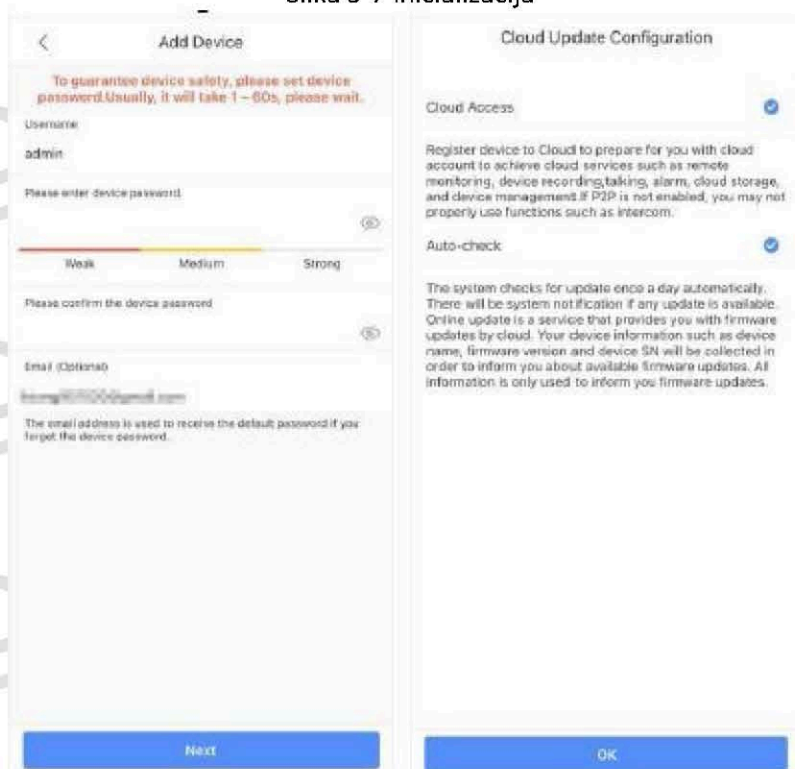 Add Device
To guarantee device safety, please set device
password.Usually, it will take 1 – 60s, please wait.
Username
admin
Please enter device password
Weak Medium Strong
Please confirm the device password
Email (Optional)
The email address is used to receive the default password if you
forget the device password.
Next
Cloud Update Configuration
Cloud Access
Register device to Cloud to prepare for you with cloud
account to achieve cloud services such as remote
monitoring, device recording,talking, alarm, cloud storage,
and device management.If P2P is not enabled, you may not
properly use functions such as intercom.
Auto-check
The system checks for update once a day automatically.
There will be system notification if any update is available.
Online update is a service that provides you with firmware
updates by cloud. Your device information such as device
name, firmware version and device SN will be collected in
order to inform you about available firmware updates. All
information is only used to inform you firmware updates.
OK